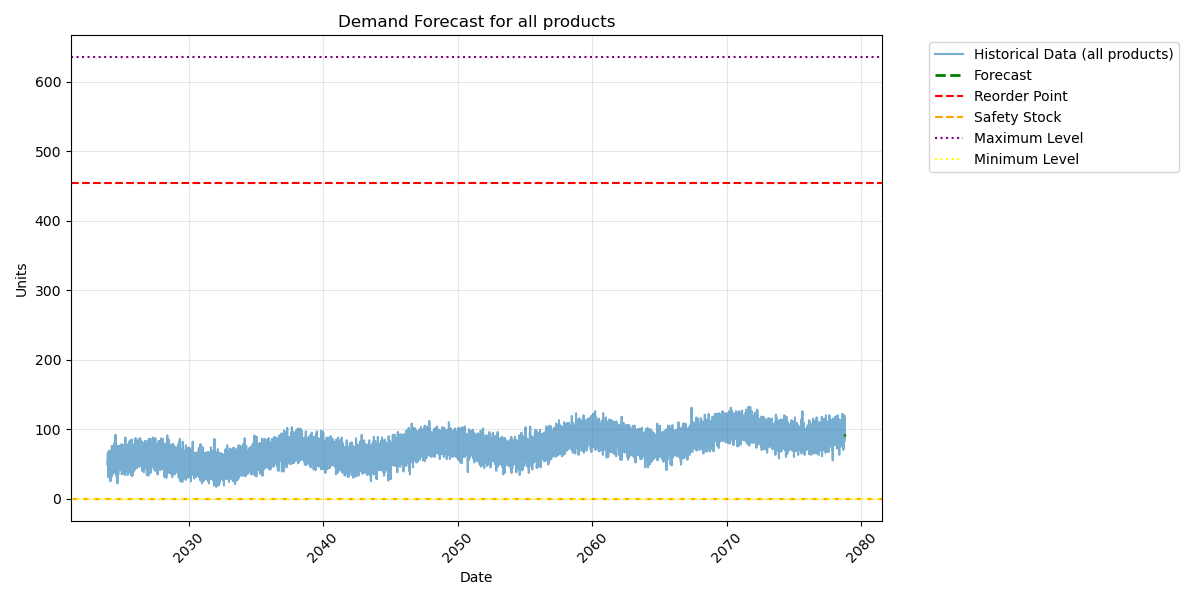 Demand Forecast for all products
Historical Data (all products)
Forecast
Reorder Point
Safety Stock
Maximum Level
Minimum Level
Units
600
500
400
300
200
100
0
2030
2040
2050
2060
2070
2080
Date